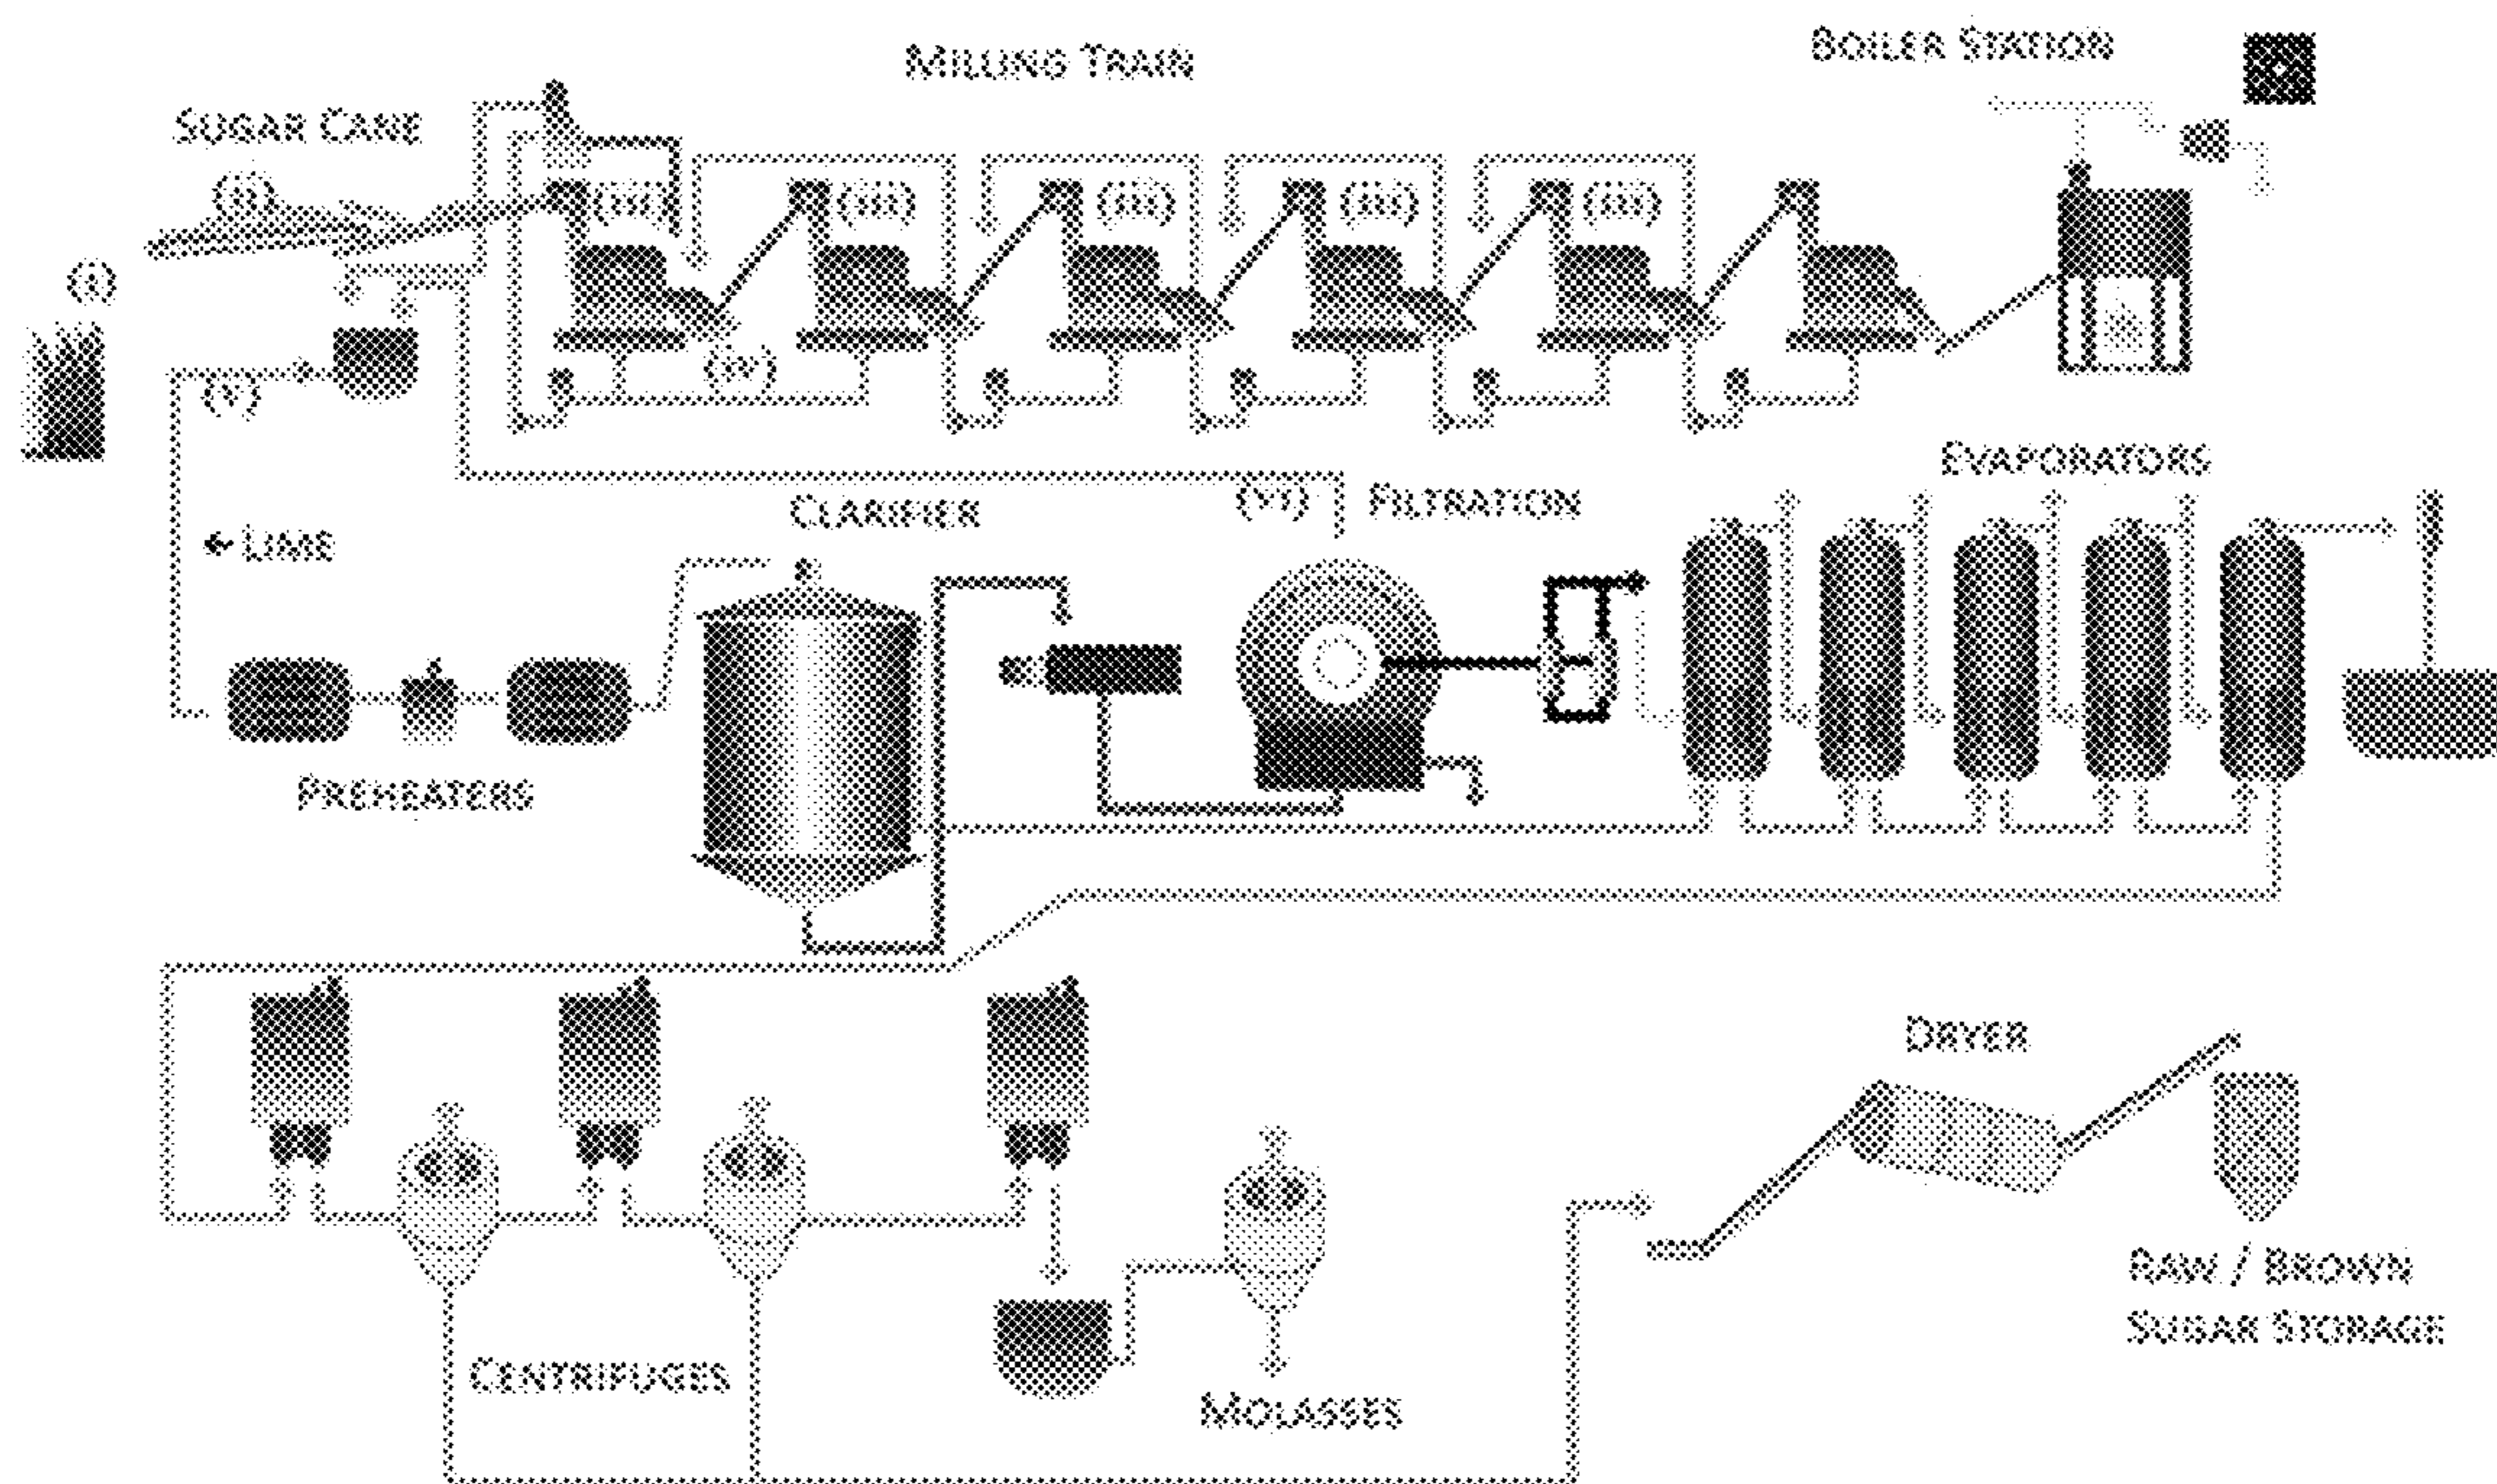 MILLING TRAIN
BOILER STATION
SUGAR CANE
(ii)
(iii)
(iii)
(iii)
(iii)
(iii)
(i)
(iv)
(v)
EVAPORATORS
CLARIFIER
(vi)
FILTRATION
← LIME
PREHEATERS
DRYER
RAW / BROWN
SUGAR STORAGE
CENTRIFUGES
MOLASSES